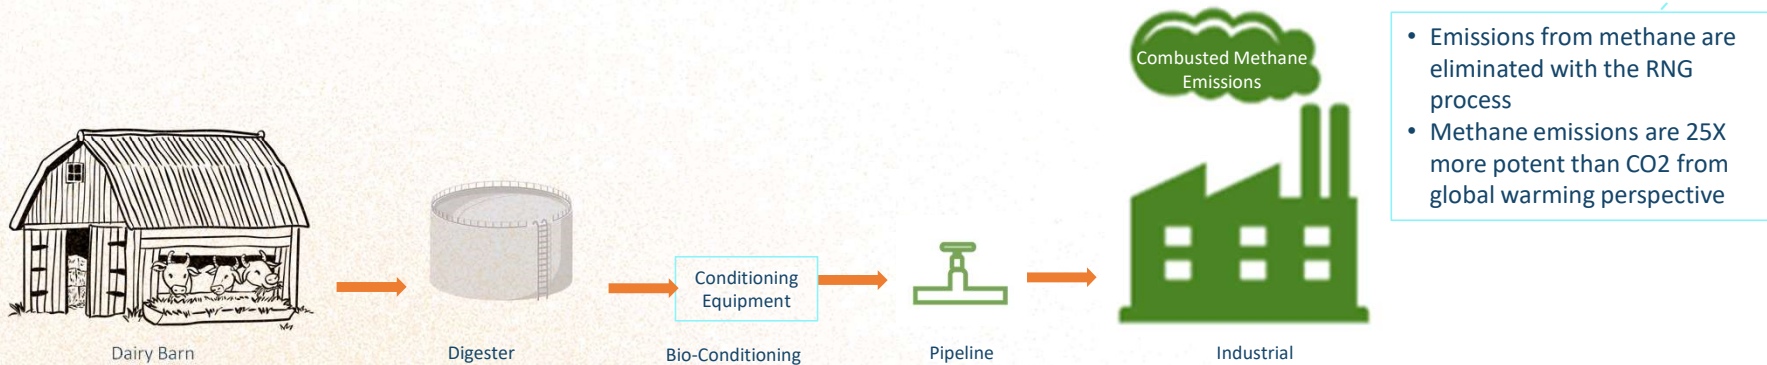 Combusted Methane
Emissions
• Emissions from methane are
eliminated with the RNG
process
• Methane emissions are 25X
more potent than CO2 from
global warming perspective
Conditioning
Equipment
Dairy Barn
Digester
Bio-Conditioning
Pipeline
Industrial